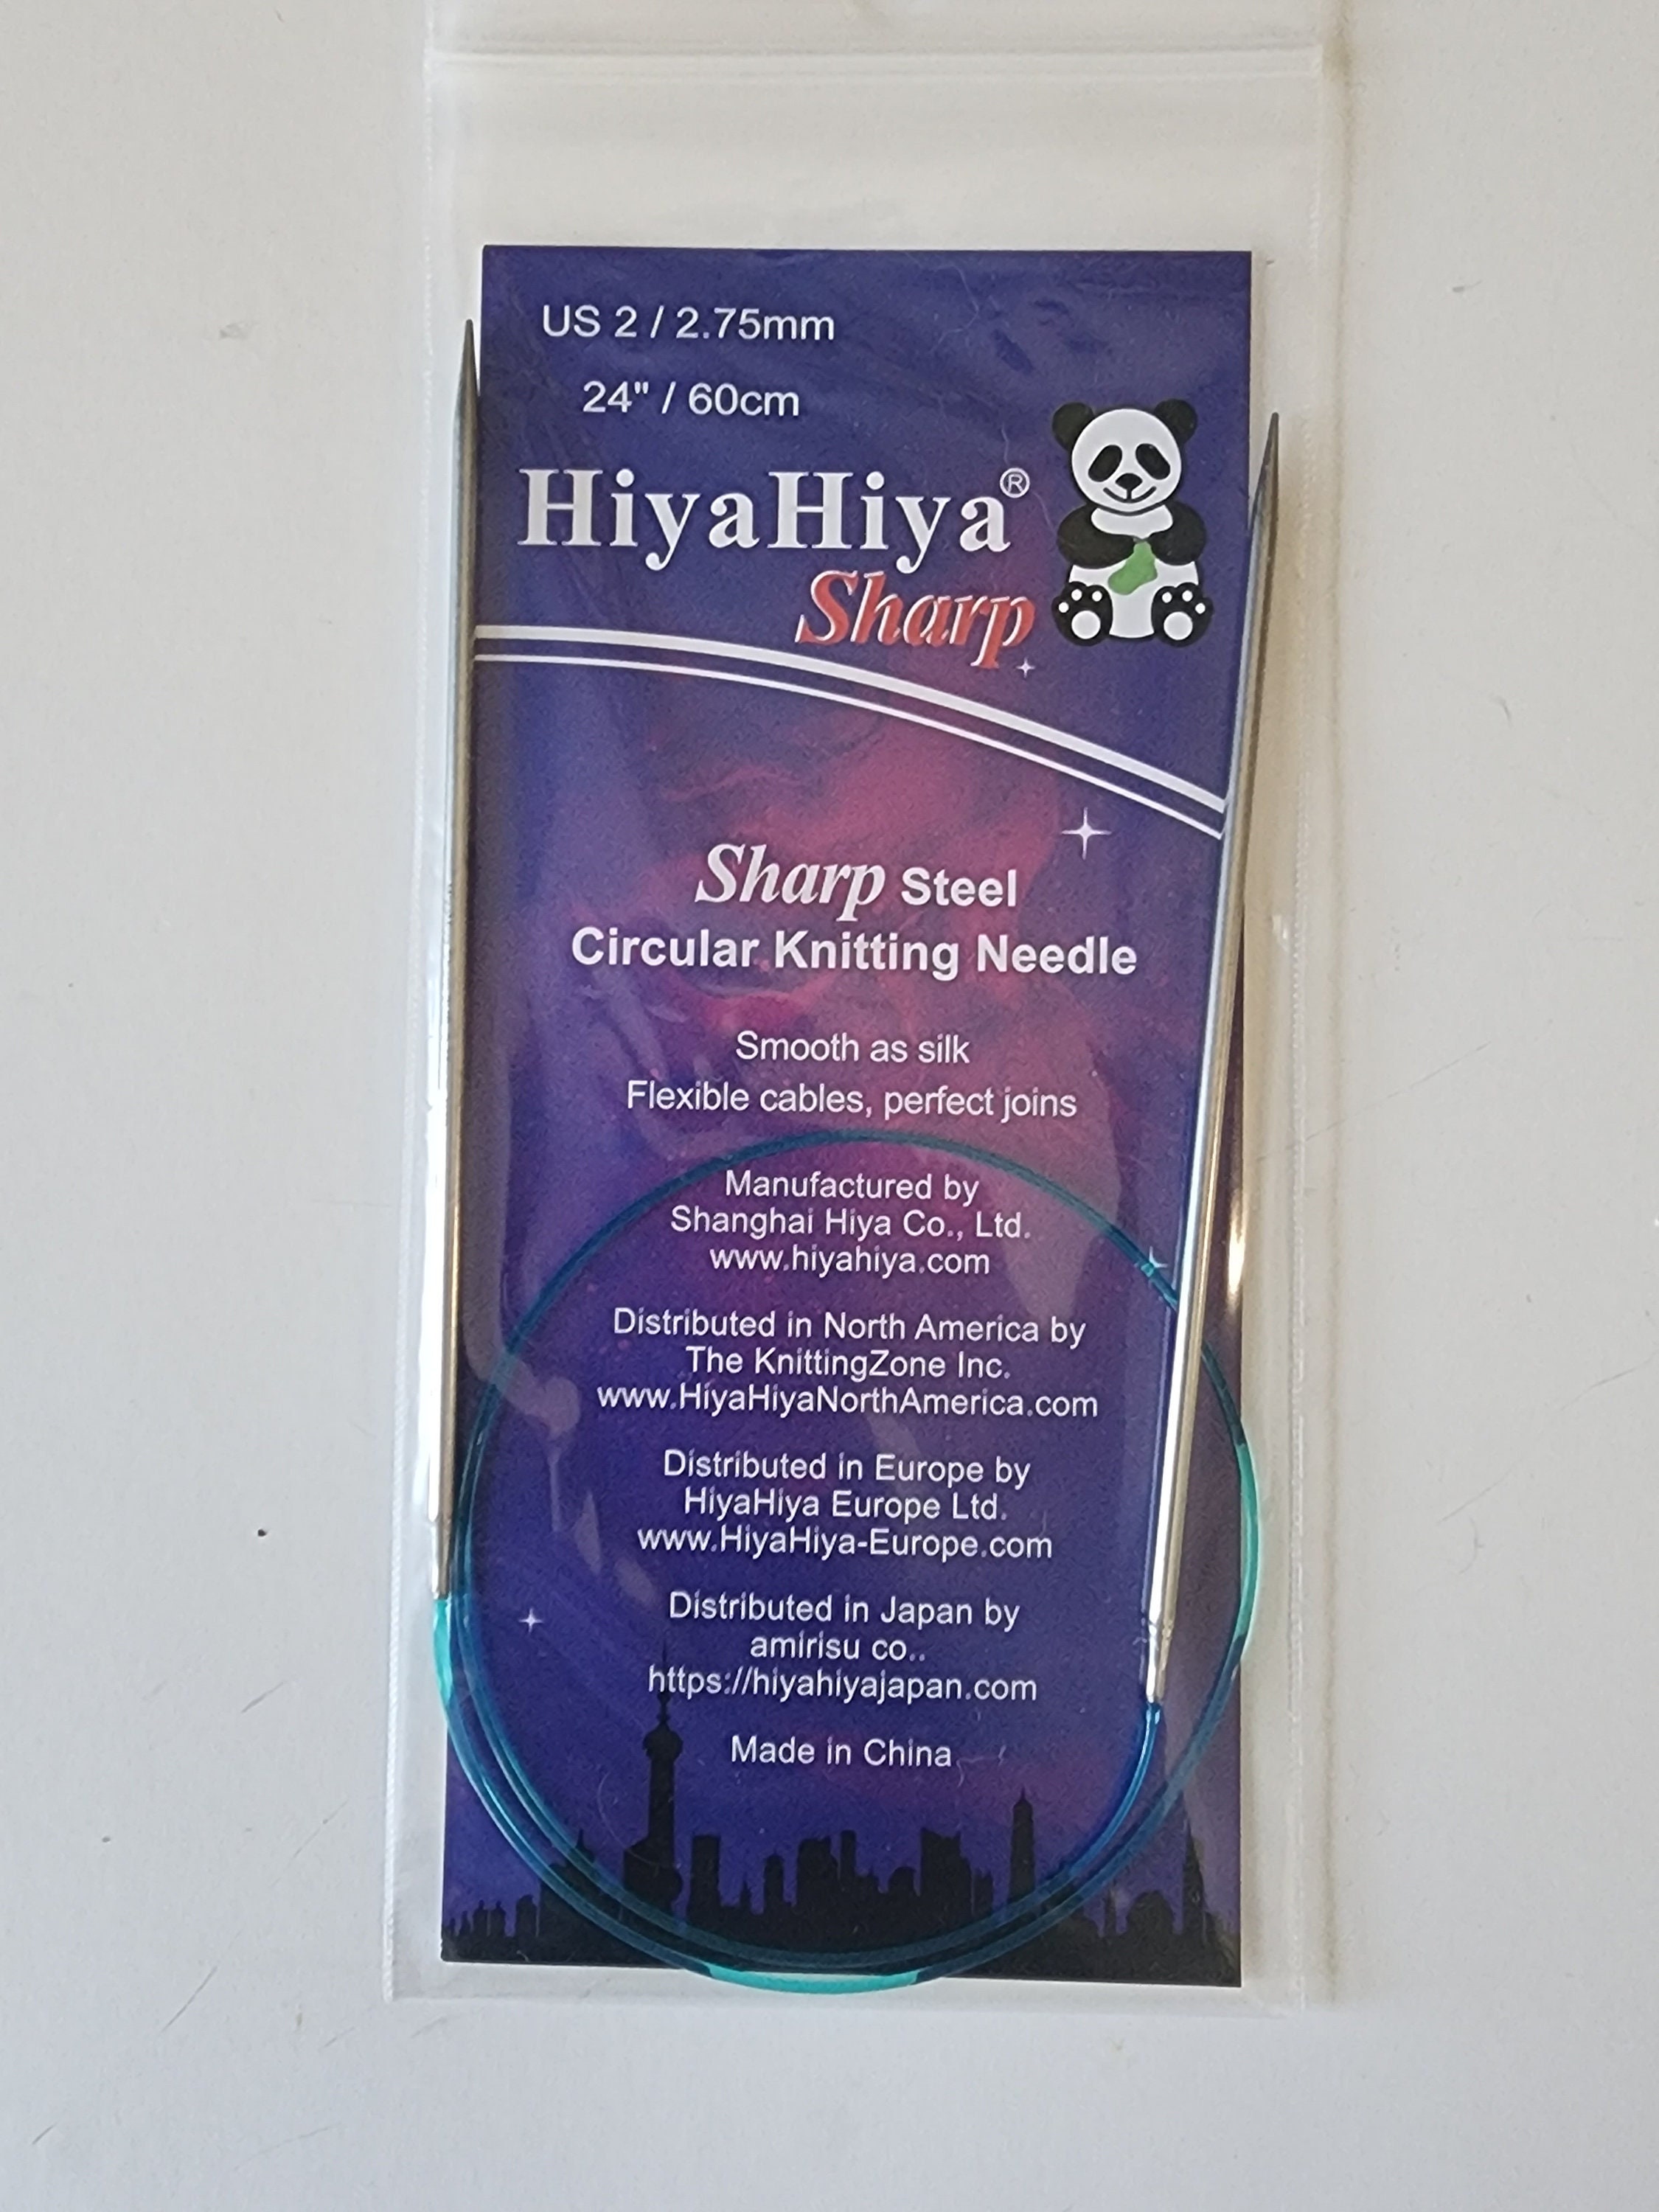 US 2 / 2.75mm
24" / 60cm
HiyaHiya®
Sharp
Sharp Steel
Circular Knitting Needle
Smooth as silk
Flexible cables, perfect joins
Manufactured by
Shanghai Hiya Co., Ltd.
www.hiyahiya.com
Distributed in North America by
The KnittingZone Inc.
www.HiyaHiyaNorthAmerica.com
Distributed in Europe by
HiyaHiya Europe Ltd.
www.HiyaHiya-Europe.com
Distributed in Japan by
amirisu co..
https://hiyahiyajapan.com
Made in China